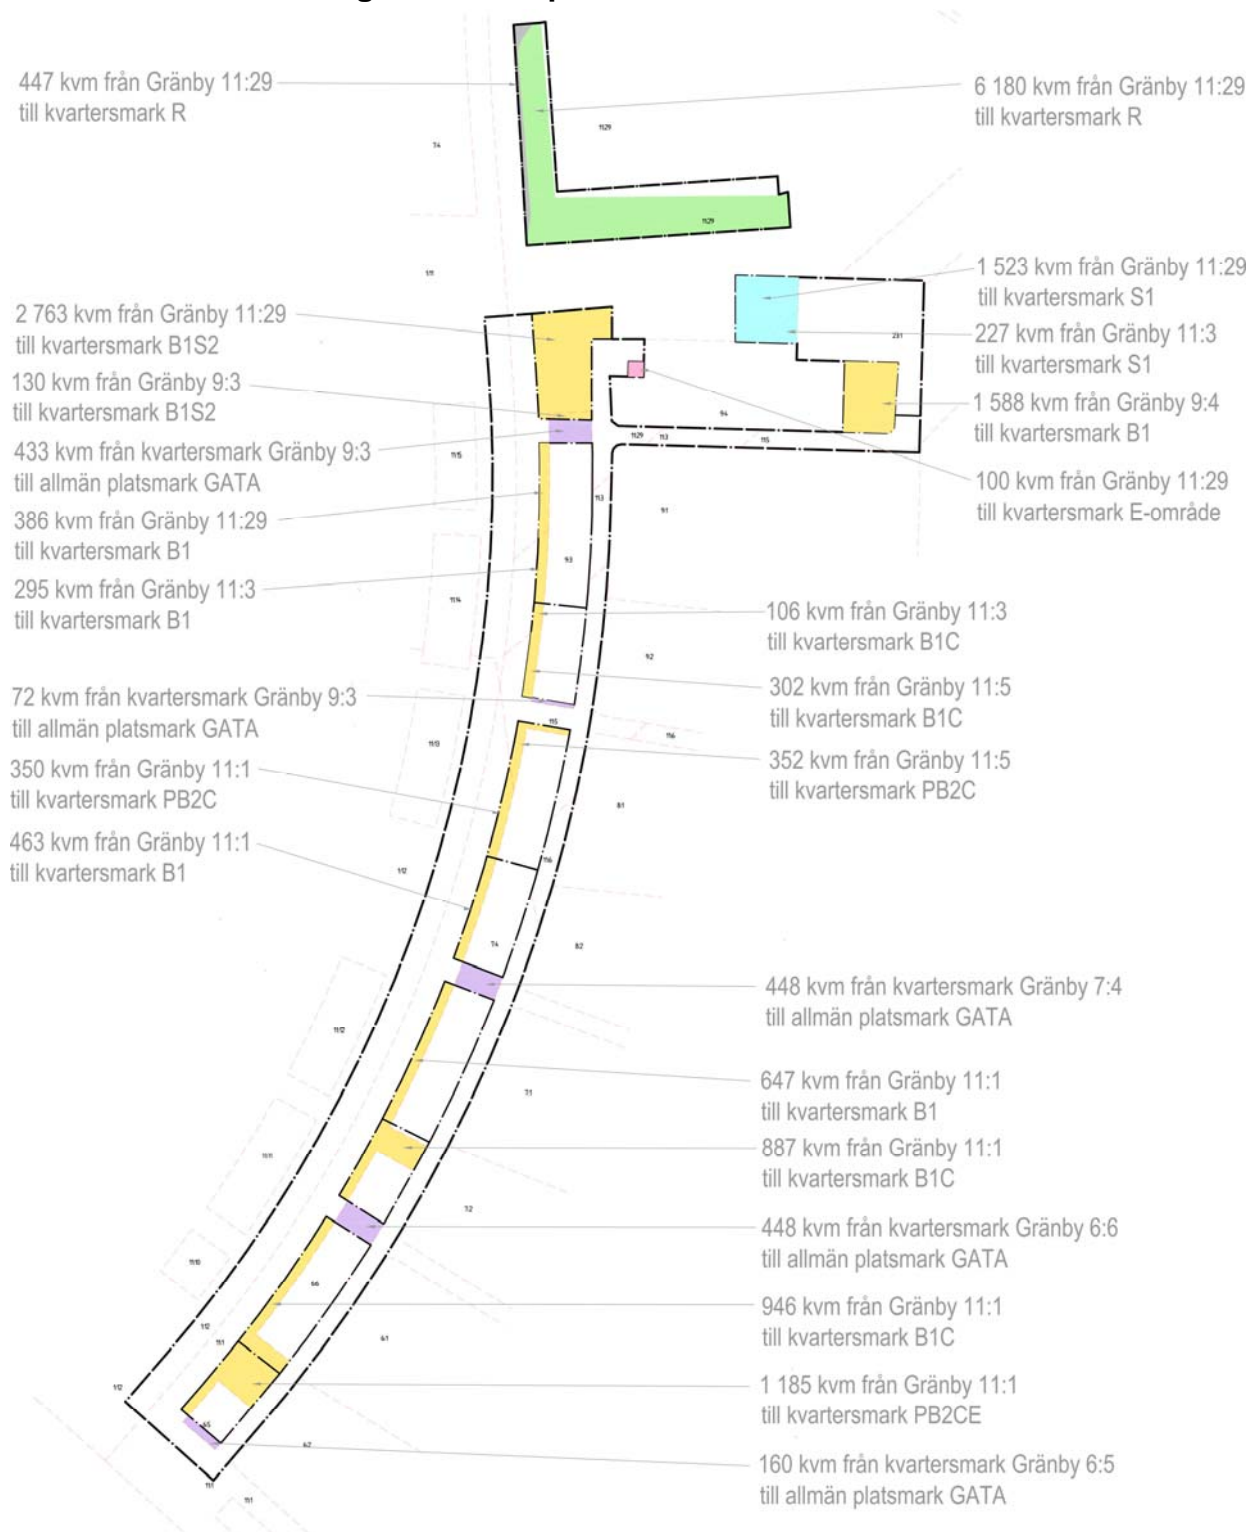 447 kvm från Gränby 11:29
till kvartersmark R
2 763 kvm från Gränby 11:29
till kvartersmark B1S2
130 kvm från Gränby 9:3
till kvartersmark B1S2
433 kvm från kvartersmark Gränby 9:3
till allmän platsmark GATA
386 kvm från Gränby 11:29
till kvartersmark B1
295 kvm från Gränby 11:3
till kvartersmark B1
72 kvm från kvartersmark Gränby 9:3
till allmän platsmark GATA
350 kvm från Gränby 11:1
till kvartersmark PB2C
463 kvm från Gränby 11:1
till kvartersmark B1
6 180 kvm från Gränby 11:29
till kvartersmark R
1 523 kvm från Gränby 11:29
till kvartersmark S1
227 kvm från Gränby 11:3
till kvartersmark S1
1 588 kvm från Gränby 9:4
till kvartersmark B1
100 kvm från Gränby 11:29
till kvartersmark E-område
106 kvm från Gränby 11:3
till kvartersmark B1C
302 kvm från Gränby 11:5
till kvartersmark B1C
352 kvm från Gränby 11:5
till kvartersmark PB2C
448 kvm från kvartersmark Gränby 7:4
till allmän platsmark GATA
647 kvm från Gränby 11:1
till kvartersmark B1
887 kvm från Gränby 11:1
till kvartersmark B1C
448 kvm från kvartersmark Gränby 6:6
till allmän platsmark GATA
946 kvm från Gränby 11:1
till kvartersmark B1C
1 185 kvm från Gränby 11:1
till kvartersmark PB2CE
160 kvm från kvartersmark Gränby 6:5
till allmän platsmark GATA